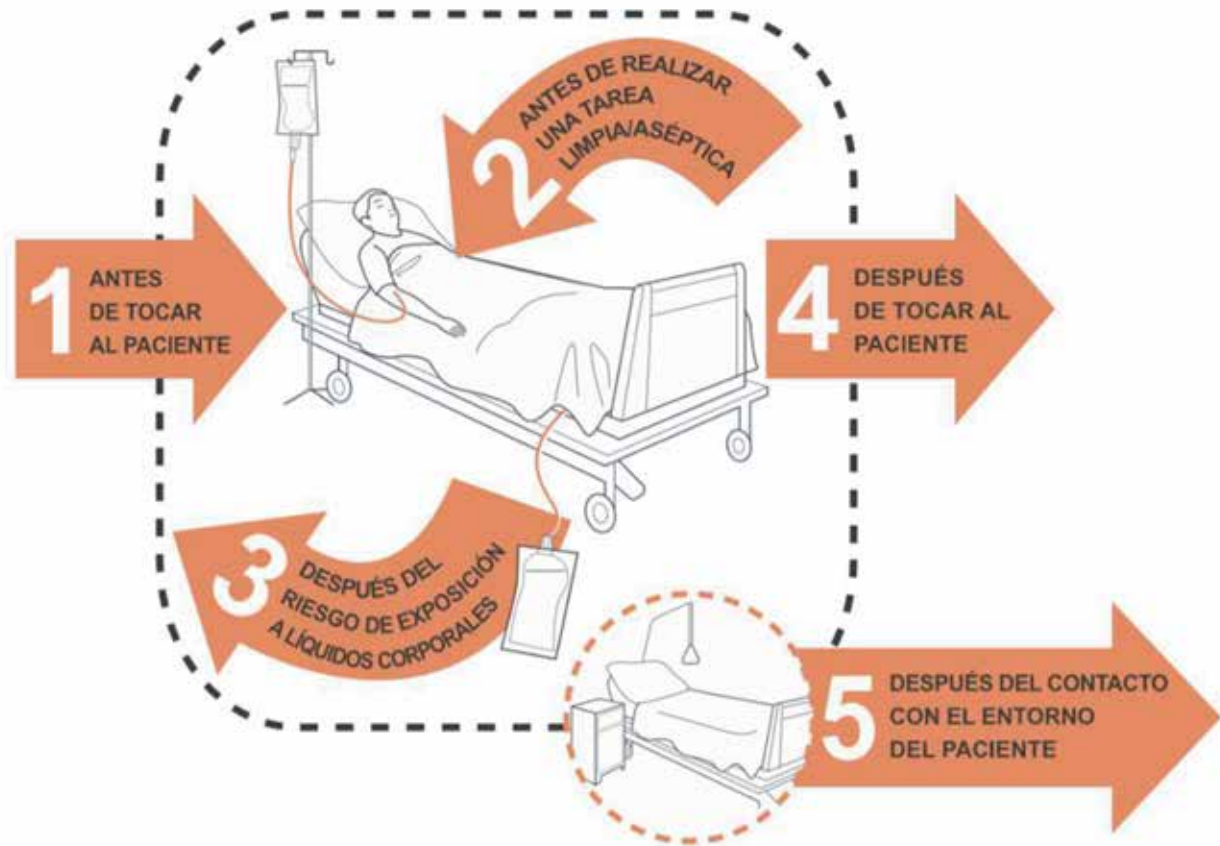 1
ANTES
DE TOCAR
AL PACIENTE
2
ANTES DE REALIZAR
UNA TAREA
LIMPIA/ASÉPTICA
3
DESPUÉS DEL
RIESGO DE EXPOSICIÓN
A LÍQUIDOS CORPORALES
4
DESPUÉS
DE TOCAR AL
PACIENTE
5
DESPUÉS DEL CONTACTO
CON EL ENTORNO
DEL PACIENTE